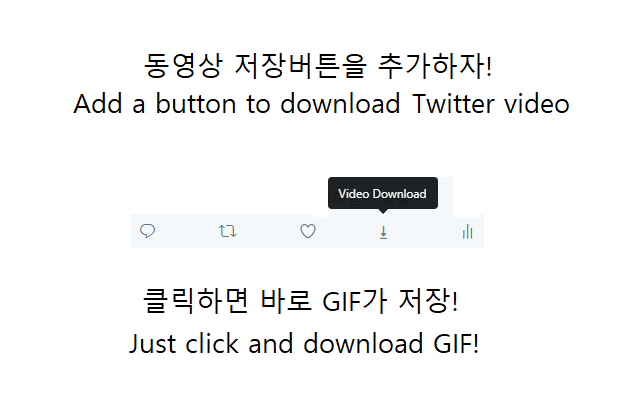 동영상 저장버튼을 추가하자!
Add a button to download Twitter video
Video Download
클릭하면 바로 GIF가 저장!
Just click and download GIF!